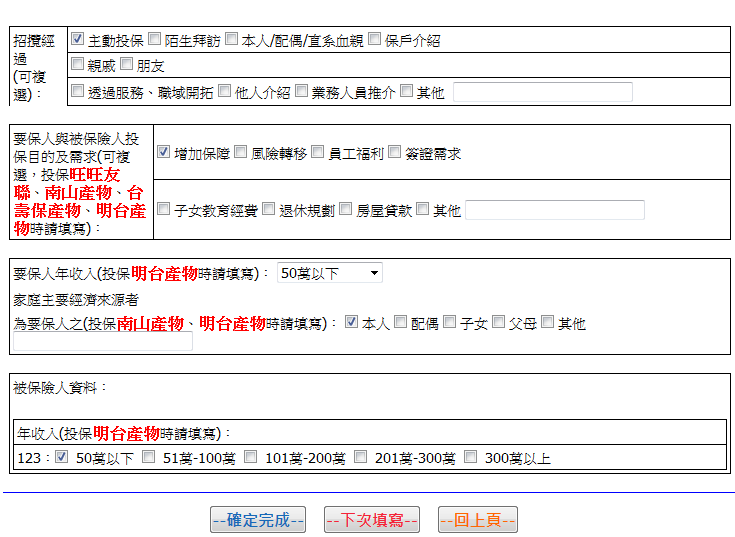 招攬經過(可複選)：
主動投保 陌生拜訪 本人/配偶/直系血親 保戶介紹
親戚 朋友
透過服務、職域開拓 他人介紹 業務人員推介 其他
要保人與被保險人投保目的及需求(可複選，投保旺旺友聯、南山產物、台壽保產物、明台產物時請填寫)：
增加保障 風險轉移 員工福利 簽證需求
子女教育經費 退休規劃 房屋貸款 其他
要保人年收入(投保明台產物時請填寫)： 50萬以下
家庭主要經濟來源者
為要保人之(投保南山產物、明台產物時請填寫)： 本人 配偶 子女 父母 其他
被保險人資料：
年收入(投保明台產物時請填寫)：
123： 50萬以下 51萬-100萬 101萬-200萬 201萬-300萬 300萬以上
--確定完成-- --下次填寫-- --回上頁--